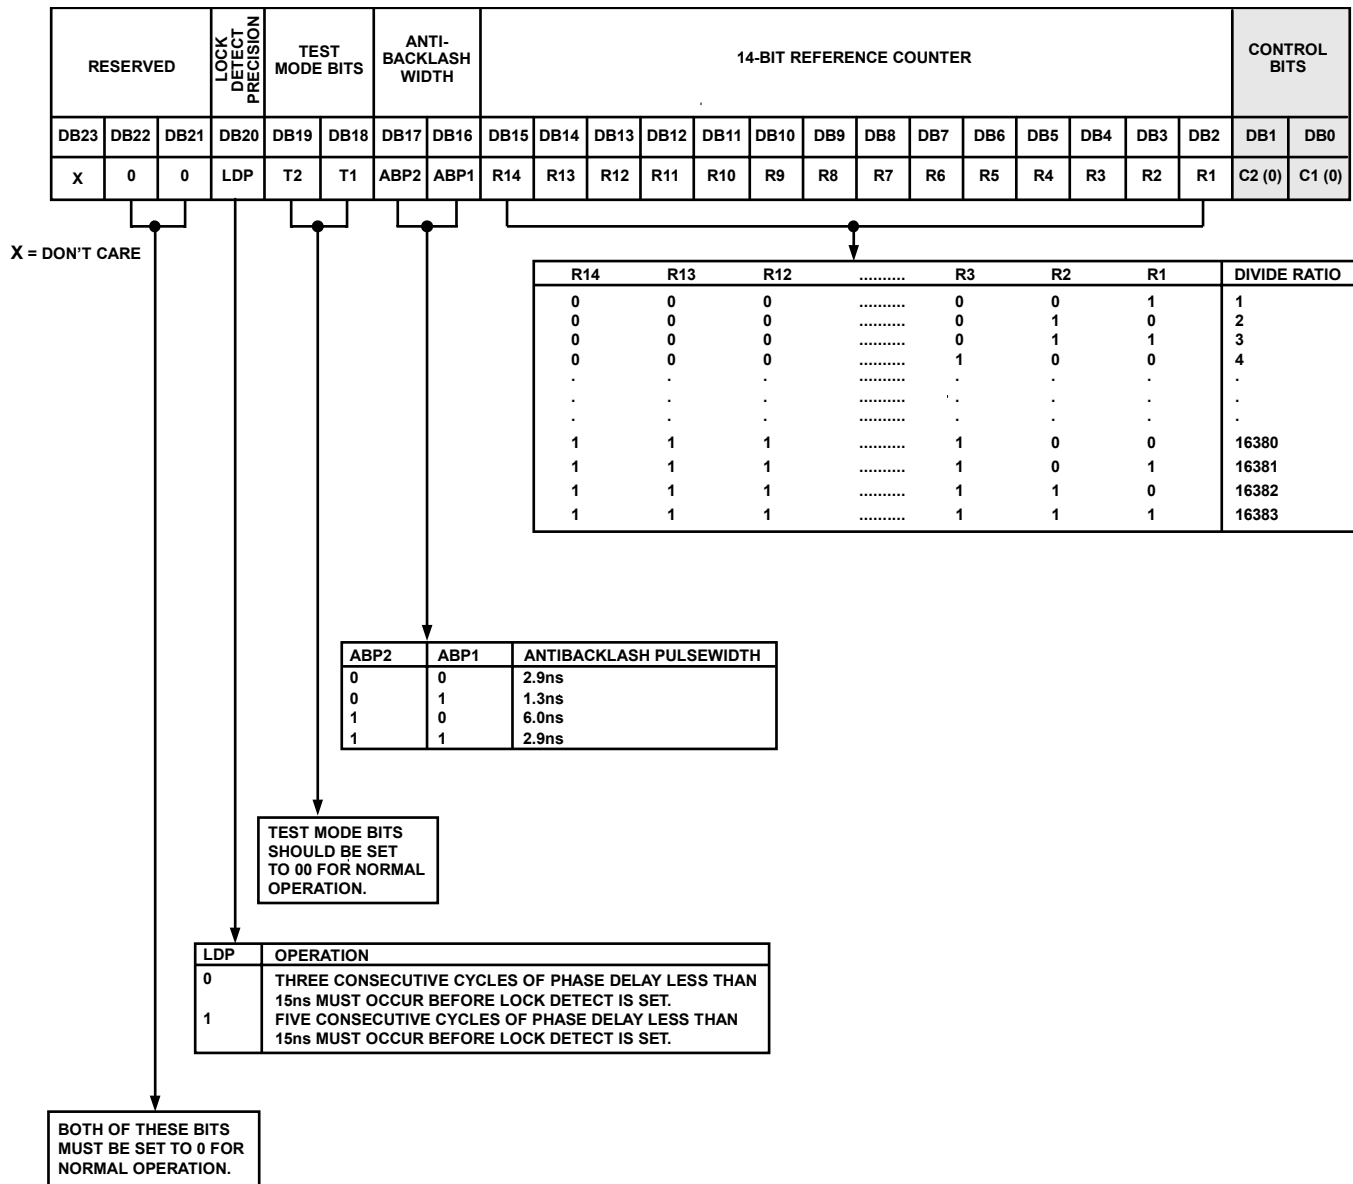 RESERVED
LOCK
DETECT
PRECISION
TEST
MODE BITS
ANTI-
BACKLASH
WIDTH
14-BIT REFERENCE COUNTER
CONTROL
BITS
DB23 DB22 DB21 DB20 DB19 DB18 DB17 DB16 DB15 DB14 DB13 DB12 DB11 DB10 DB9 DB8 DB7 DB6 DB5 DB4 DB3 DB2 DB1 DB0
X 0 0 LDP T2 T1 ABP2 ABP1 R14 R13 R12 R11 R10 R9 R8 R7 R6 R5 R4 R3 R2 R1 C2 (0) C1 (0)
X = DON'T CARE
R14 R13 R12 .......... R3 R2 R1 DIVIDE RATIO
0 0 0 .......... 0 0 1 1
0 0 0 .......... 0 1 0 2
0 0 0 .......... 0 1 1 3
0 0 0 .......... 1 0 0 4
. . . .......... . . . .
. . . .......... . . . .
. . . .......... . . . .
1 1 1 .......... 1 0 0 16380
1 1 1 .......... 1 0 1 16381
1 1 1 .......... 1 1 0 16382
1 1 1 .......... 1 1 1 16383
ABP2 ABP1 ANTIBACKLASH PULSEWIDTH
0 0 2.9ns
0 1 1.3ns
1 0 6.0ns
1 1 2.9ns
TEST MODE BITS
SHOULD BE SET
TO 00 FOR NORMAL
OPERATION.
LDP OPERATION
0 THREE CONSECUTIVE CYCLES OF PHASE DELAY LESS THAN
15ns MUST OCCUR BEFORE LOCK DETECT IS SET.
1 FIVE CONSECUTIVE CYCLES OF PHASE DELAY LESS THAN
15ns MUST OCCUR BEFORE LOCK DETECT IS SET.
BOTH OF THESE BITS
MUST BE SET TO 0 FOR
NORMAL OPERATION.